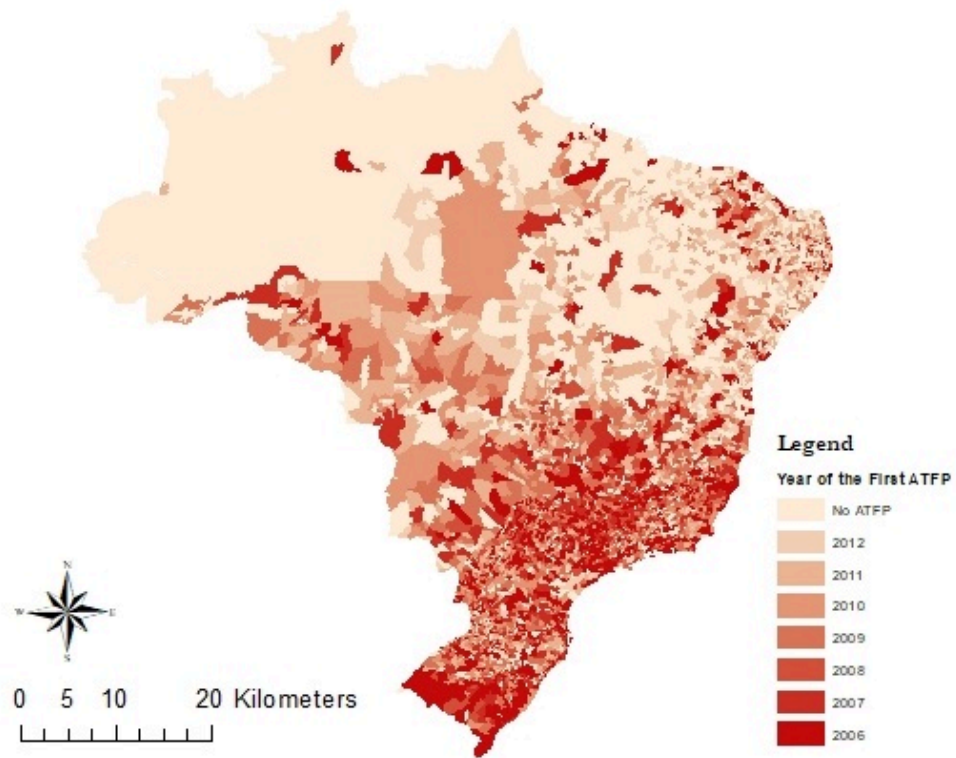 Legend
Year of the First ATFP
No ATFP
2012
2011
2010
2009
2008
2007
2006
N
W E
S
0 5 10 20 Kilometers